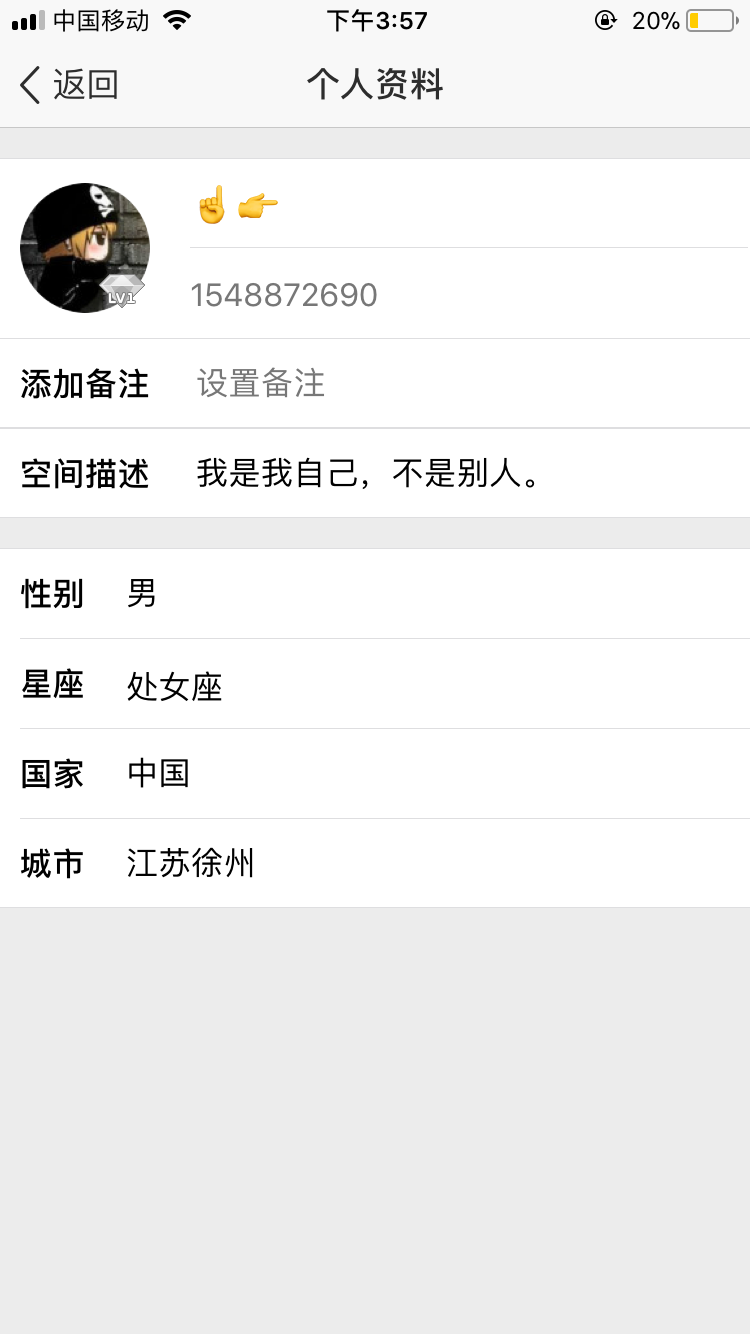 中国移动 下午3:57 20%
返回 个人资料
☝️👉
LV1
1548872690
添加备注 设置备注
空间描述 我是我自己，不是别人。
性别 男
星座 处女座
国家 中国
城市 江苏徐州